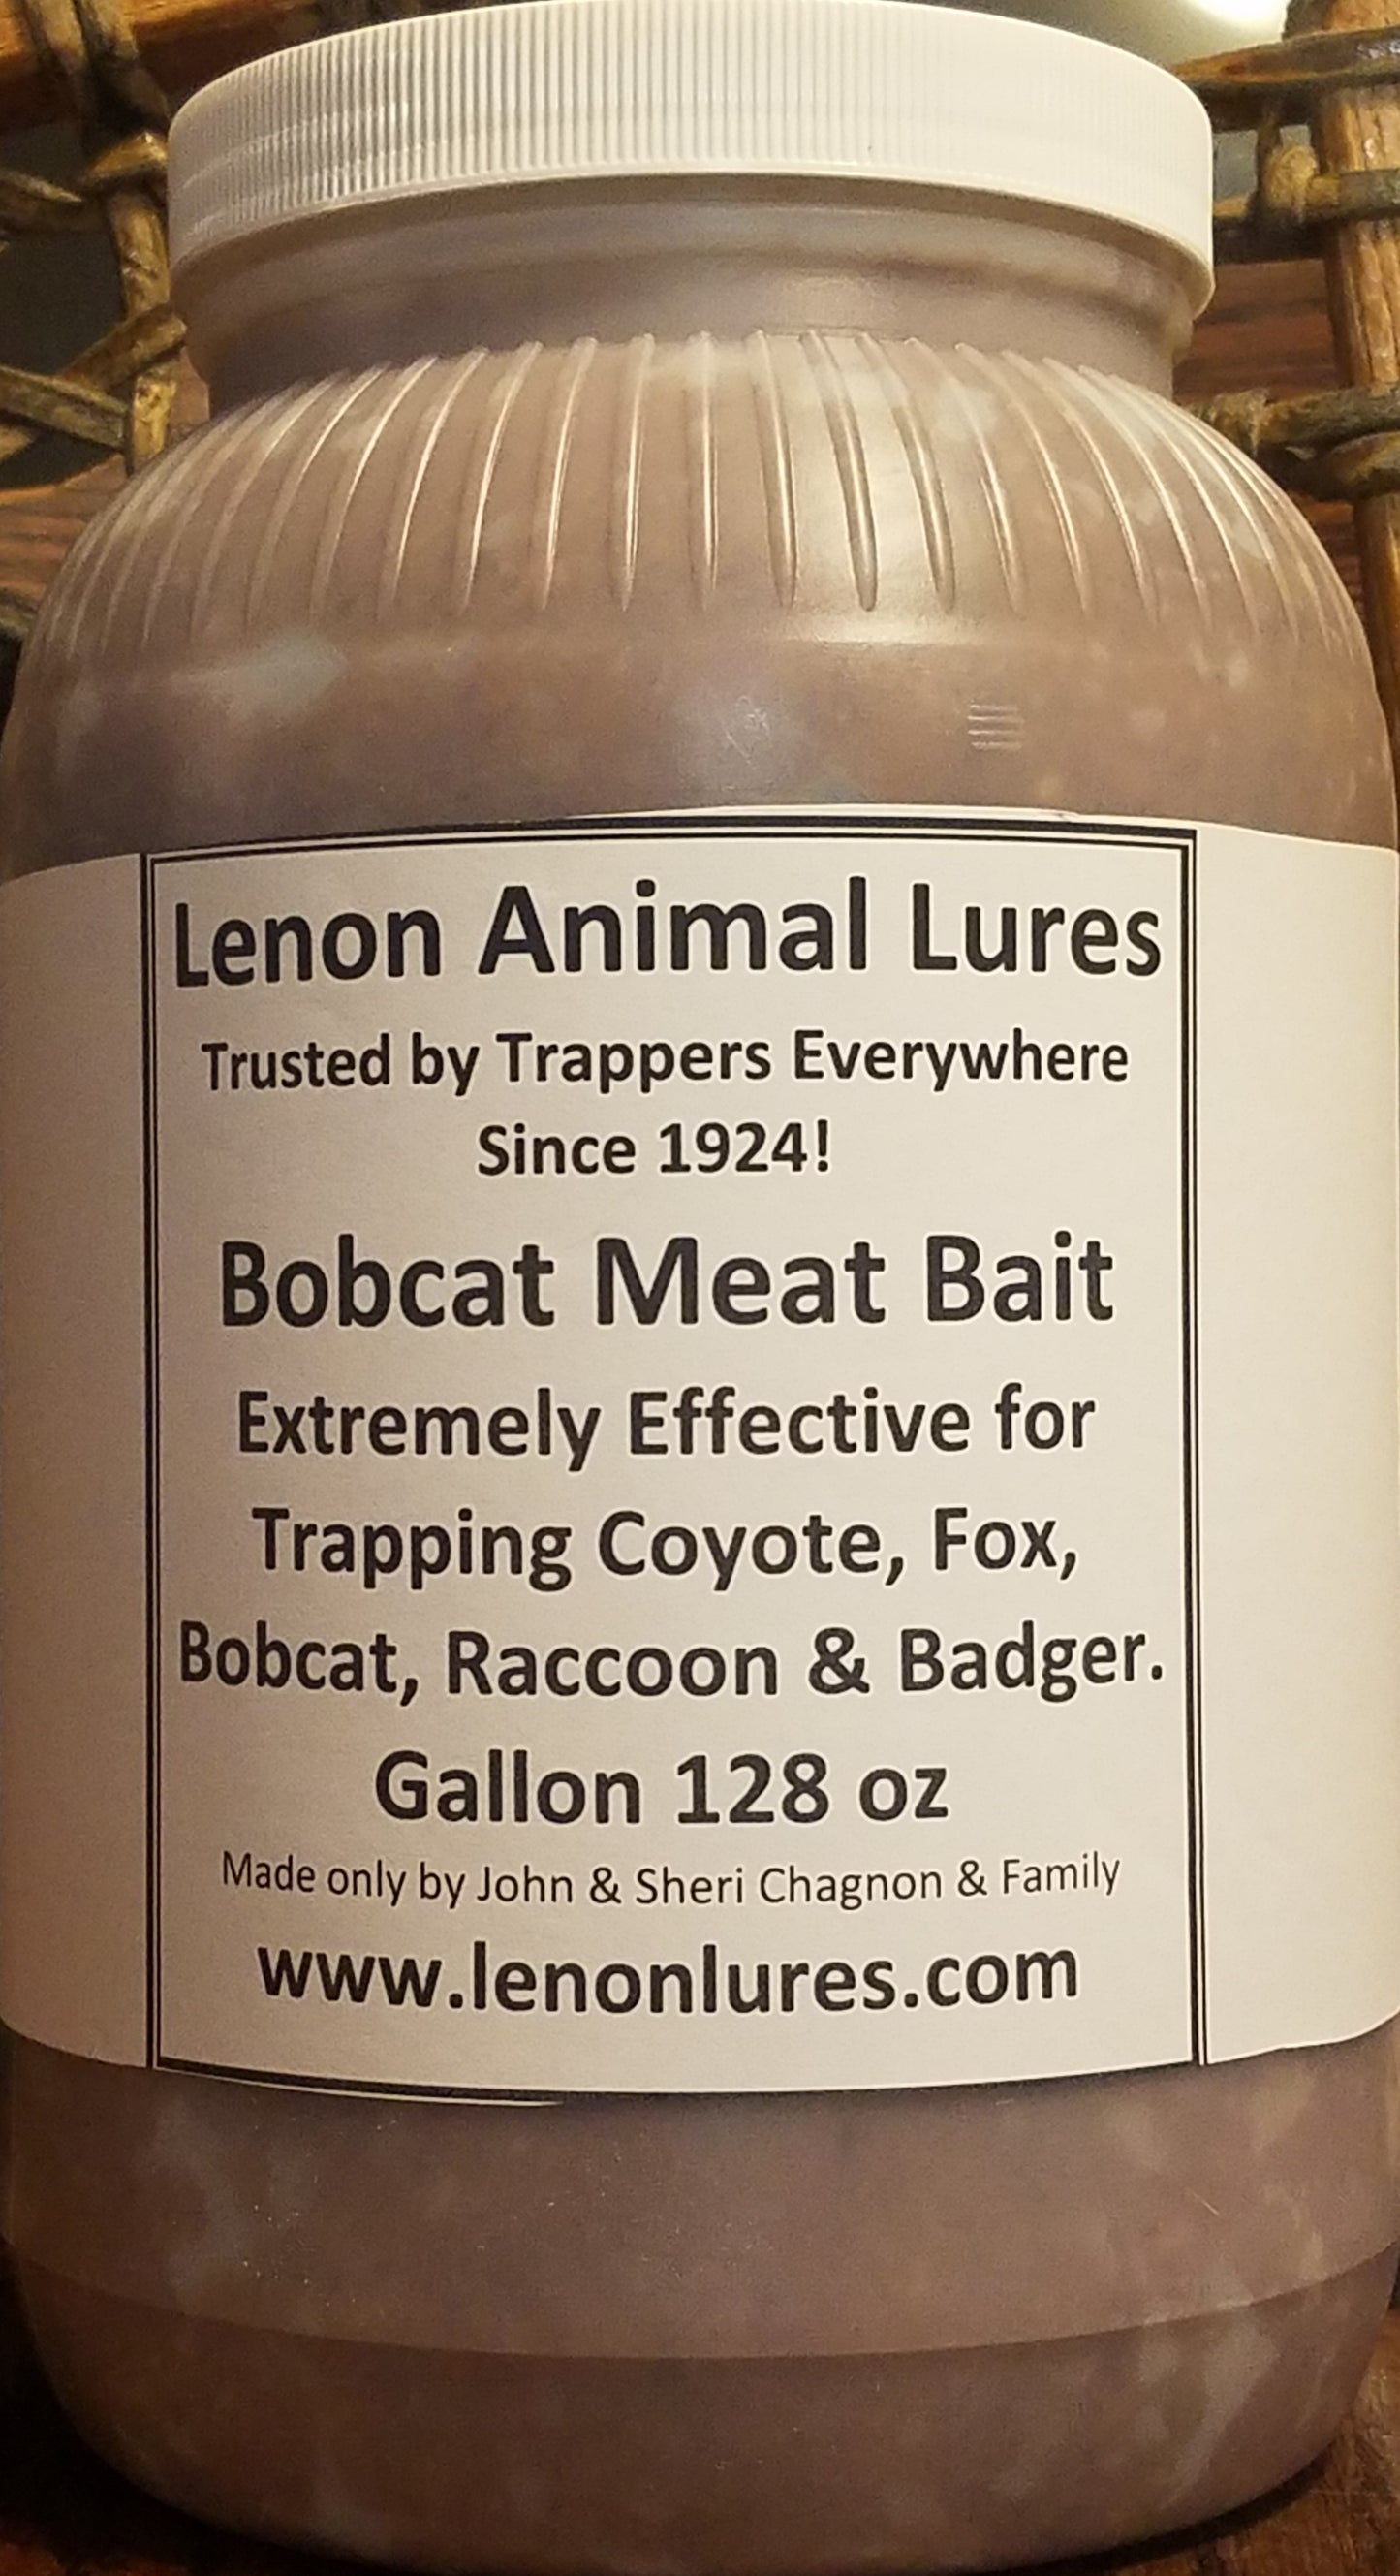 Lenon Animal Lures
Trusted by Trappers Everywhere
Since 1924!
Bobcat Meat Bait
Extremely Effective for
Trapping Coyote, Fox,
Bobcat, Raccoon & Badger.
Gallon 128 oz
Made only by John & Sheri Chagnon & Family
www.lenonlures.com